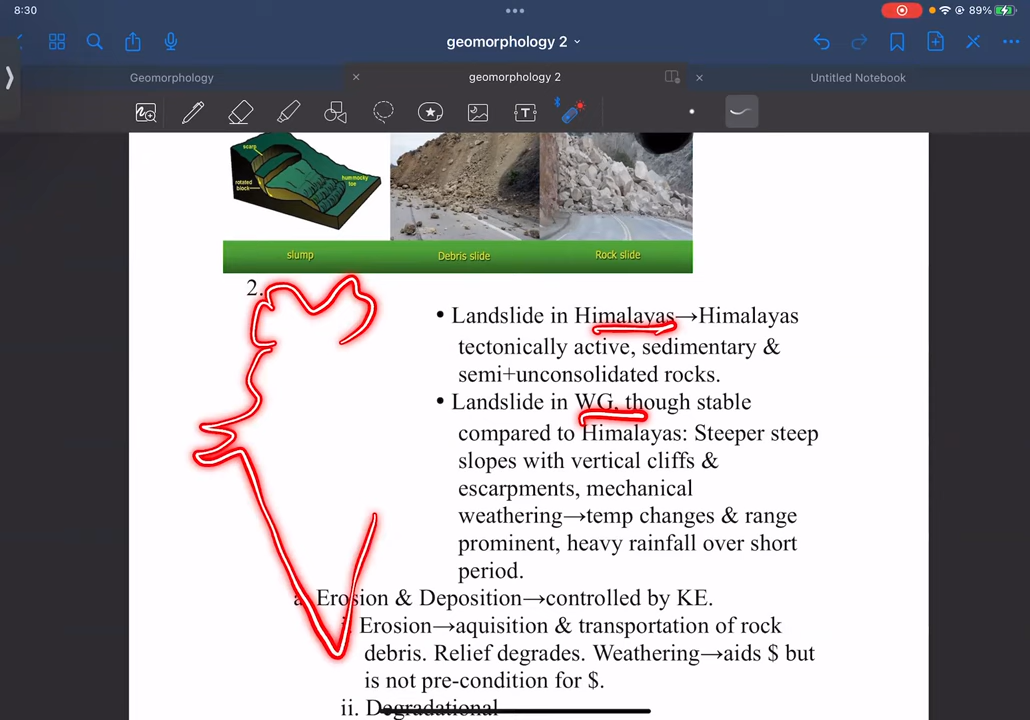 8:30
89%
geomorphology 2
Geomorphology
geomorphology 2
Untitled Notebook
scarp
rotated block
hummocky toe
slump
Debris slide
Rock slide
2.
• Landslide in Himalayas→Himalayas
tectonically active, sedimentary &
semi+unconsolidated rocks.
• Landslide in WG, though stable
compared to Himalayas: Steeper steep
slopes with vertical cliffs &
escarpments, mechanical
weathering→temp changes & range
prominent, heavy rainfall over short
period.
a. Erosion & Deposition→controlled by KE.
i. Erosion→aquisition & transportation of rock
debris. Relief degrades. Weathering→aids $ but
is not pre-condition for $.
ii. Degradational